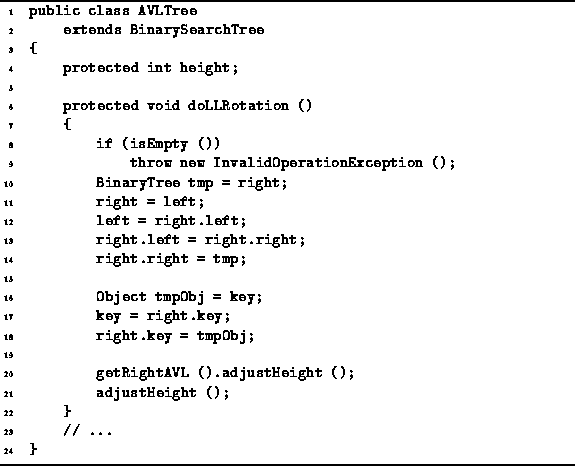 1 public class AVLTree
2     extends BinarySearchTree
3 {
4     protected int height;
5
6     protected void doLLRotation ()
7     {
8         if (isEmpty ())
9             throw new InvalidOperationException ();
10         BinaryTree tmp = right;
11         right = left;
12         left = right.left;
13         right.left = right.right;
14         right.right = tmp;
15
16         Object tmpObj = key;
17         key = right.key;
18         right.key = tmpObj;
19
20         getRightAVL ().adjustHeight ();
21         adjustHeight ();
22     }
23     // ...
24 }